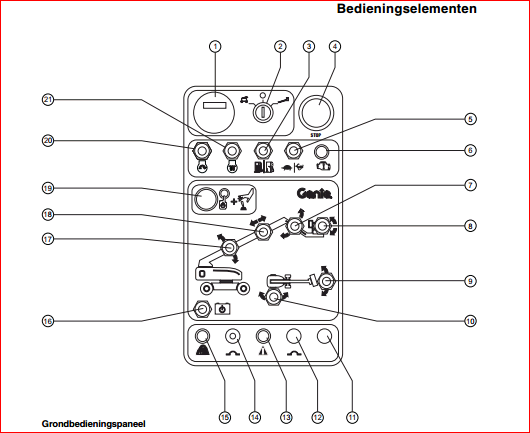 Bedieningselementen
1 2 3 4
21
5
20
STOP
6
19
+
Genie
7
18
8
17
9
16
10
15 14 13 12 11
Grondbedieningspaneel